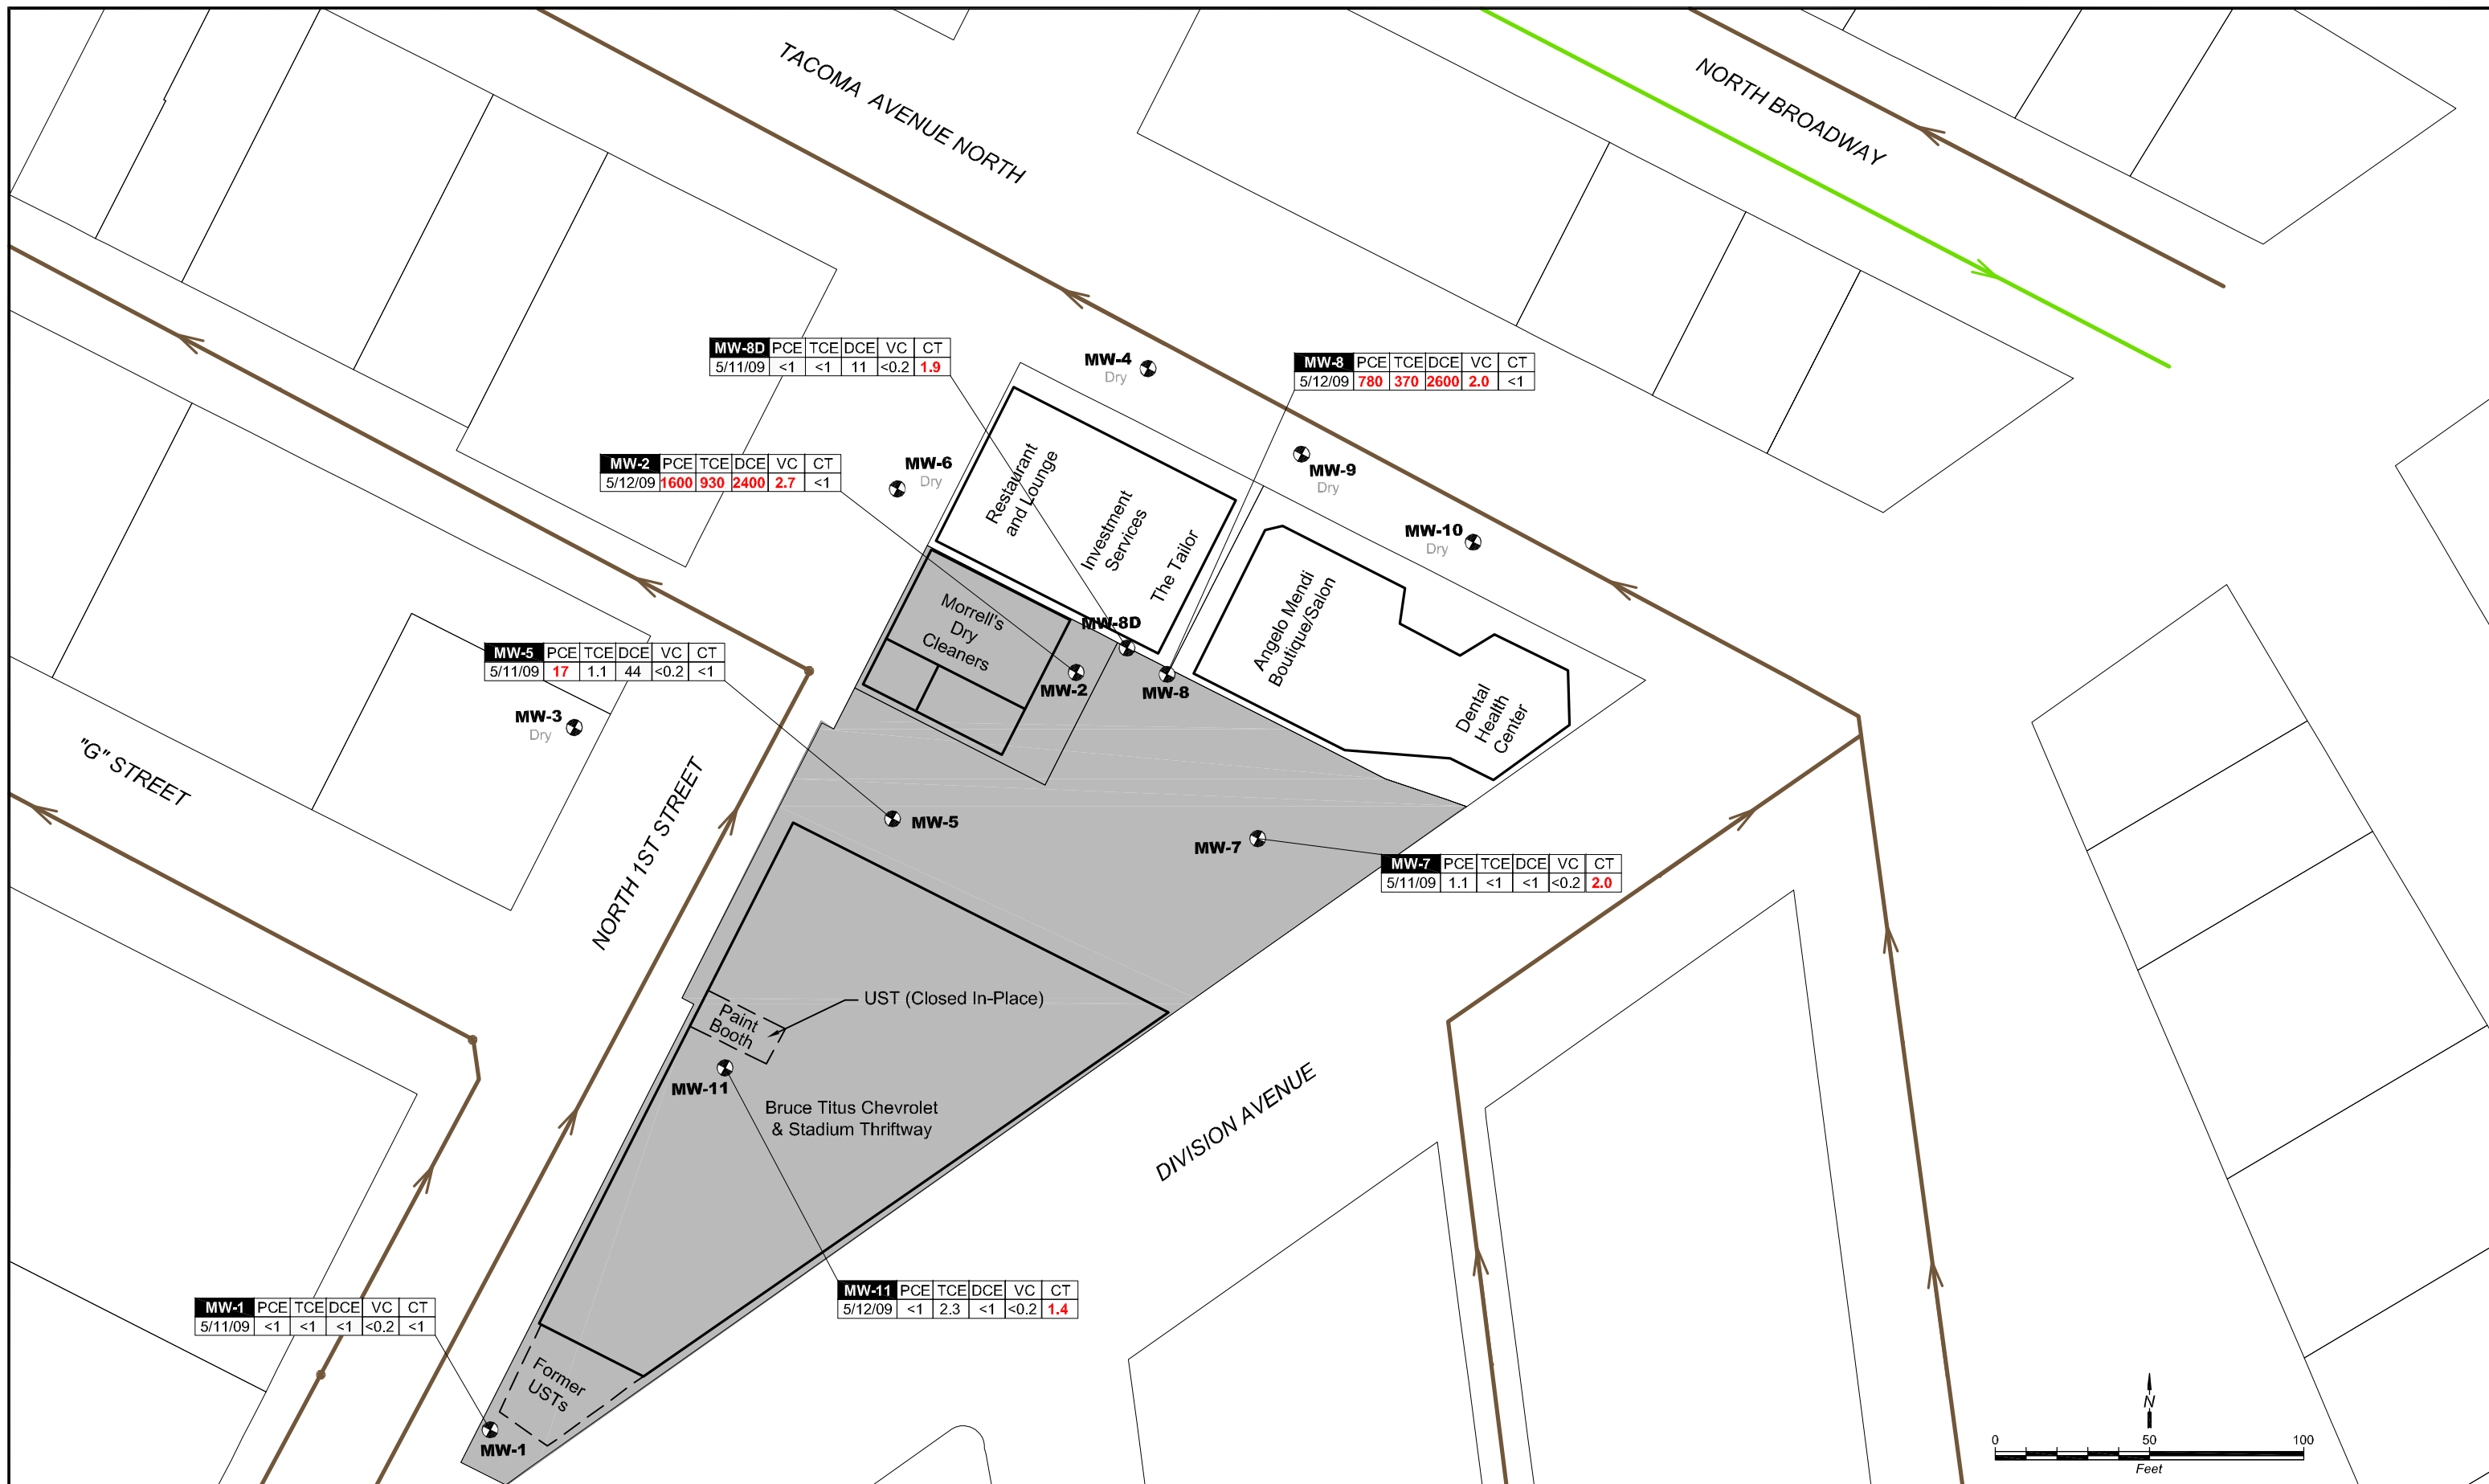 TACOMA AVENUE NORTH
NORTH BROADWAY
MW-8D PCE TCE DCE VC CT
5/11/09 <1 <1 11 <0.2 1.9
MW-4
Dry
MW-8 PCE TCE DCE VC CT
5/12/09 780 370 2600 2.0 <1
MW-2 PCE TCE DCE VC CT
5/12/09 1600 930 2400 2.7 <1
MW-6
Dry
Restaurant
and Lounge
Investment
Services
The Tailor
MW-9
Dry
MW-10
Dry
Morrell's
Dry
Cleaners
MW-8D
MW-2
MW-8
Angelo Mendi
Boutique/Salon
Dental
Health
Center
MW-5 PCE TCE DCE VC CT
5/11/09 17 1.1 44 <0.2 <1
MW-3
Dry
"G" STREET
NORTH 1ST STREET
MW-5
MW-7
MW-7 PCE TCE DCE VC CT
5/11/09 1.1 <1 <1 <0.2 2.0
UST (Closed In-Place)
Paint
Booth
MW-11
Bruce Titus Chevrolet
& Stadium Thriftway
DIVISION AVENUE
MW-11 PCE TCE DCE VC CT
5/12/09 <1 2.3 <1 <0.2 1.4
MW-1 PCE TCE DCE VC CT
5/11/09 <1 <1 <1 <0.2 <1
Former
USTs
MW-1
N
0 50 100
Feet